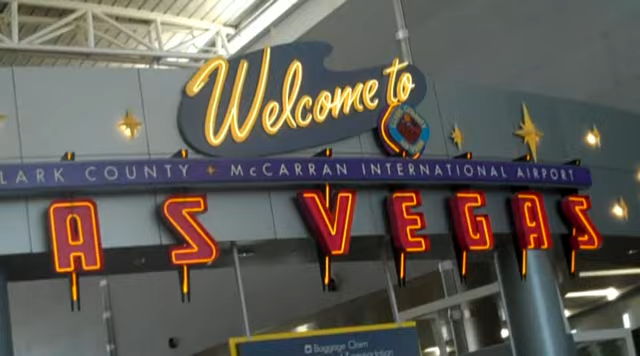 Welcome to
LARK COUNTY ✦ McCARRAN INTERNATIONAL AIRPORT
AS VEGAS
Baggage Claim